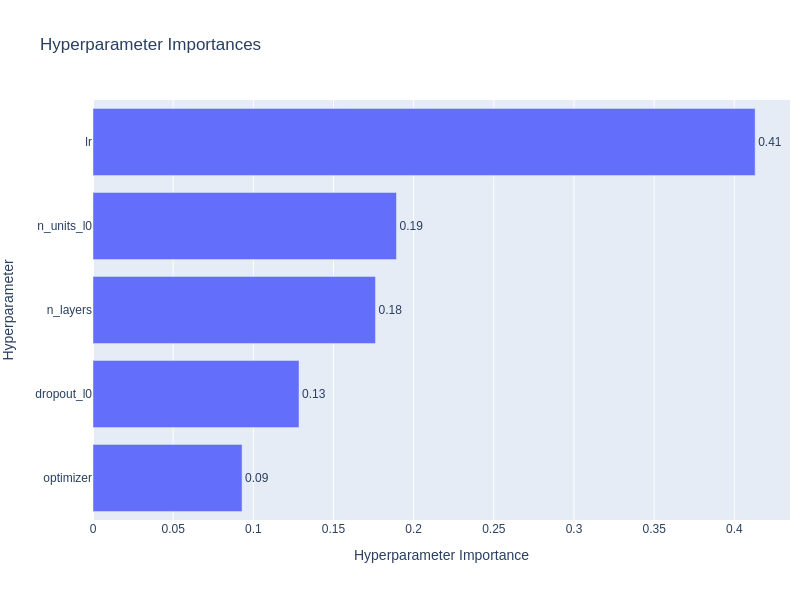 Hyperparameter Importances
Hyperparameter
lr
0.41
n_units_l0
0.19
n_layers
0.18
dropout_l0
0.13
optimizer
0.09
0 0.05 0.1 0.15 0.2 0.25 0.3 0.35 0.4
Hyperparameter Importance